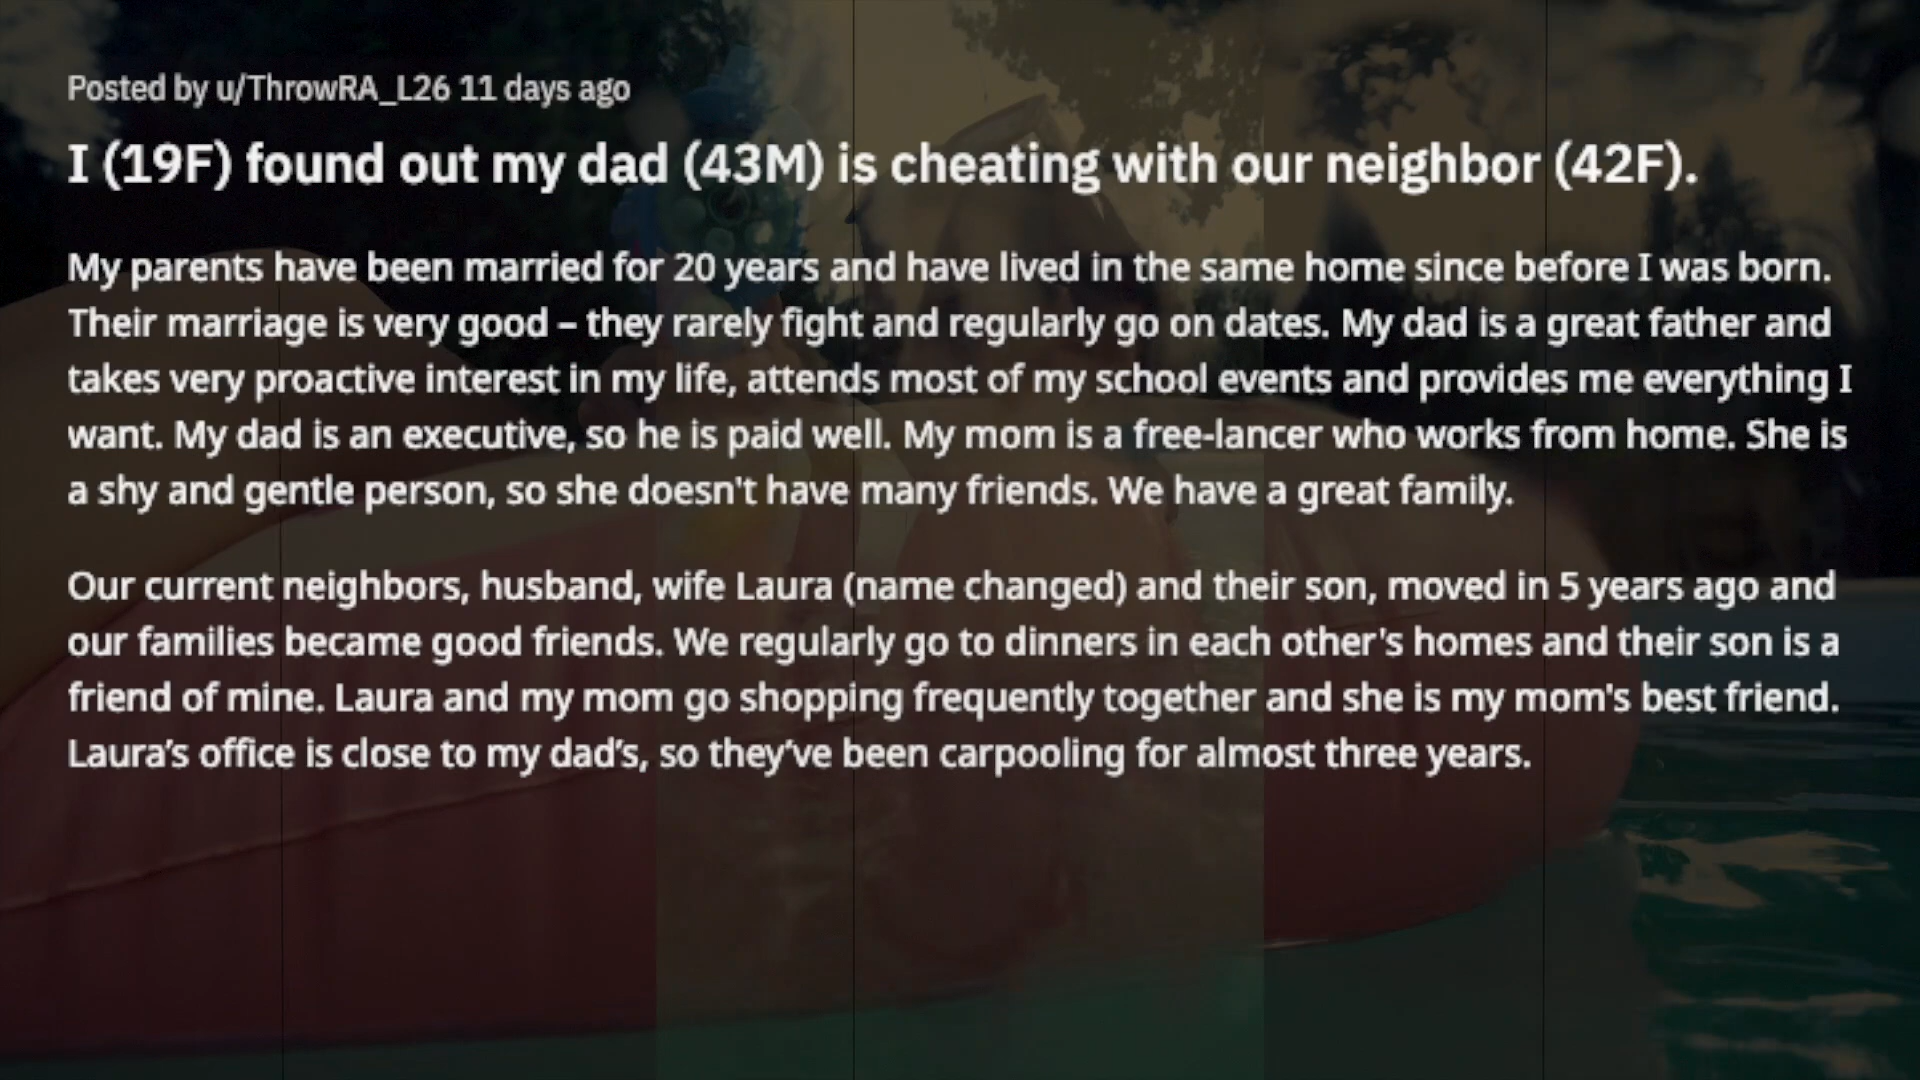 Posted by u/ThrowRA_L26 11 days ago
I (19F) found out my dad (43M) is cheating with our neighbor (42F).
My parents have been married for 20 years and have lived in the same home since before I was born.
Their marriage is very good – they rarely fight and regularly go on dates. My dad is a great father and
takes very proactive interest in my life, attends most of my school events and provides me everything I
want. My dad is an executive, so he is paid well. My mom is a free-lancer who works from home. She is
a shy and gentle person, so she doesn't have many friends. We have a great family.
Our current neighbors, husband, wife Laura (name changed) and their son, moved in 5 years ago and
our families became good friends. We regularly go to dinners in each other's homes and their son is a
friend of mine. Laura and my mom go shopping frequently together and she is my mom's best friend.
Laura’s office is close to my dad’s, so they’ve been carpooling for almost three years.